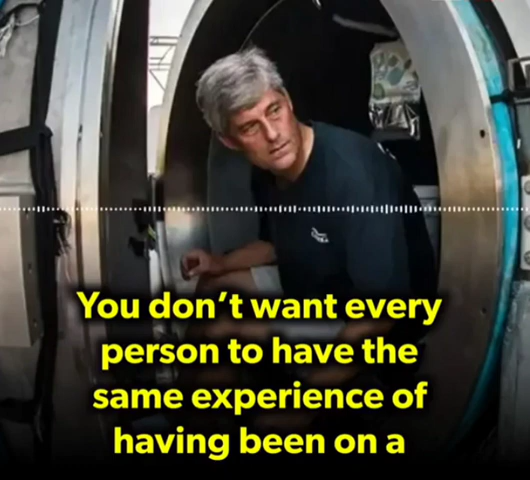 You don't want every
person to have the
same experience of
having been on a